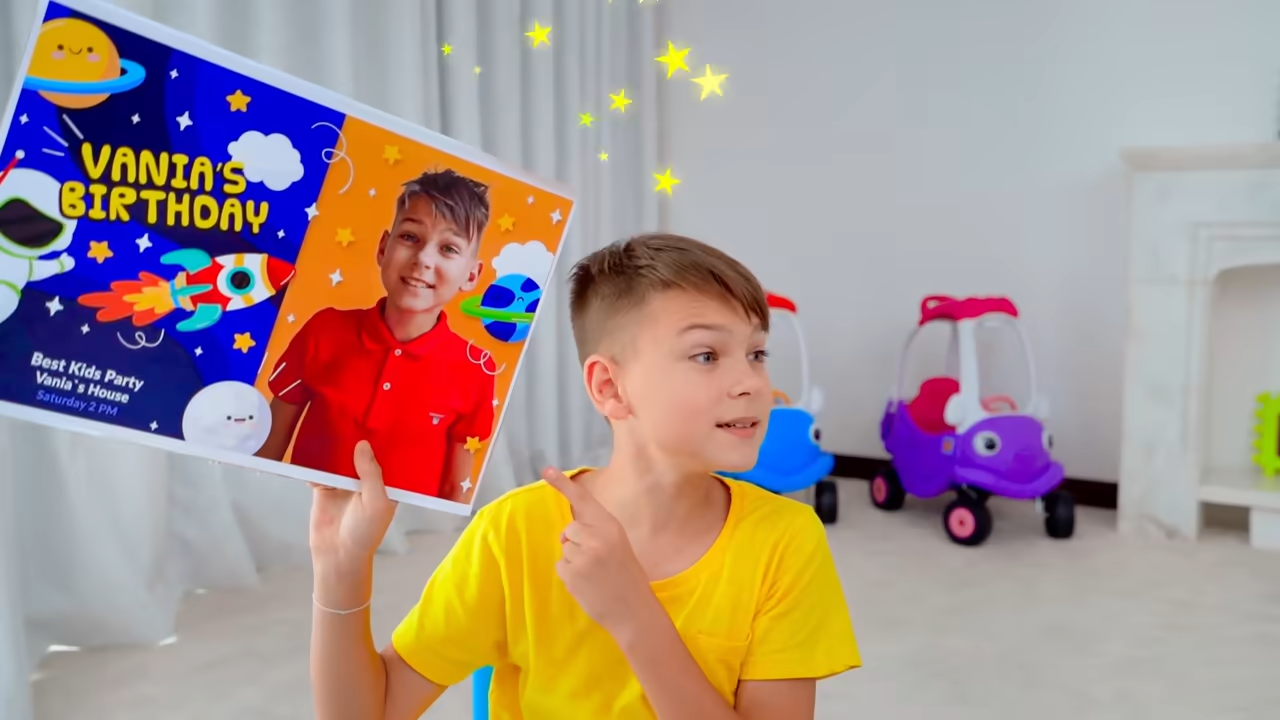 VANIA'S
BIRTHDAY
Best Kids Party
Vania`s House
Saturday 2 PM